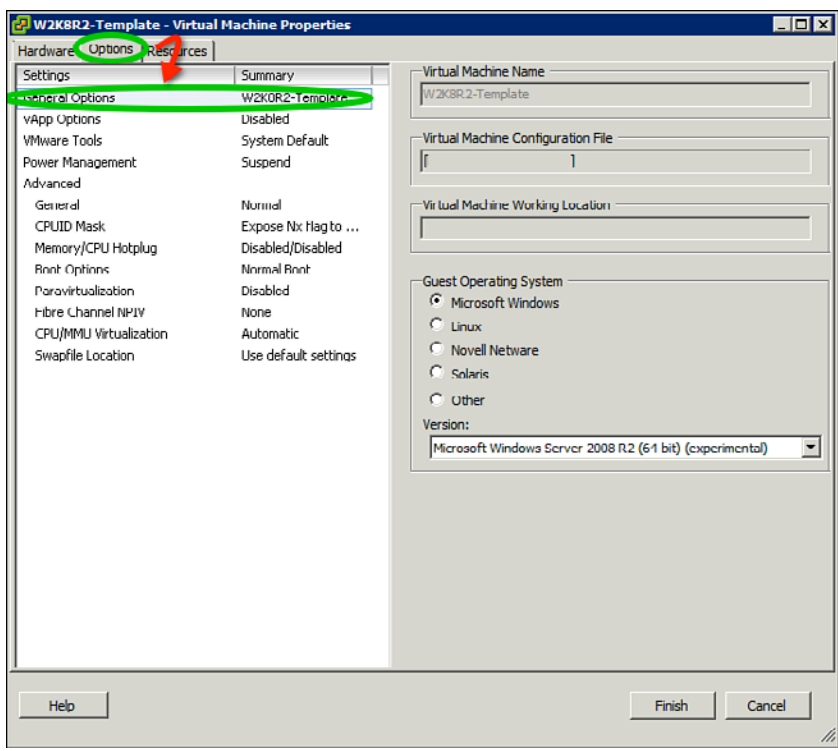 W2K8R2-Template - Virtual Machine Properties
Hardware Options Resources
Settings Summary
General Options W2K8R2-Template
vApp Options Disabled
VMware Tools System Default
Power Management Suspend
Advanced
General Normal
CPUID Mask Expose Nx flag to ...
Memory/CPU Hotplug Disabled/Disabled
Boot Options Normal Boot
Paravirtualization Disabled
Fibre Channel NPIV None
CPU/MMU Virtualization Automatic
Swapfile Location Use default settings
Virtual Machine Name
W2K8R2-Template
Virtual Machine Configuration File
[ ]
Virtual Machine Working Location
Guest Operating System
Microsoft Windows
Linux
Novell Netware
Solaris
Other
Version:
Microsoft Windows Server 2008 R2 (64 bit) (experimental)
Help Finish Cancel